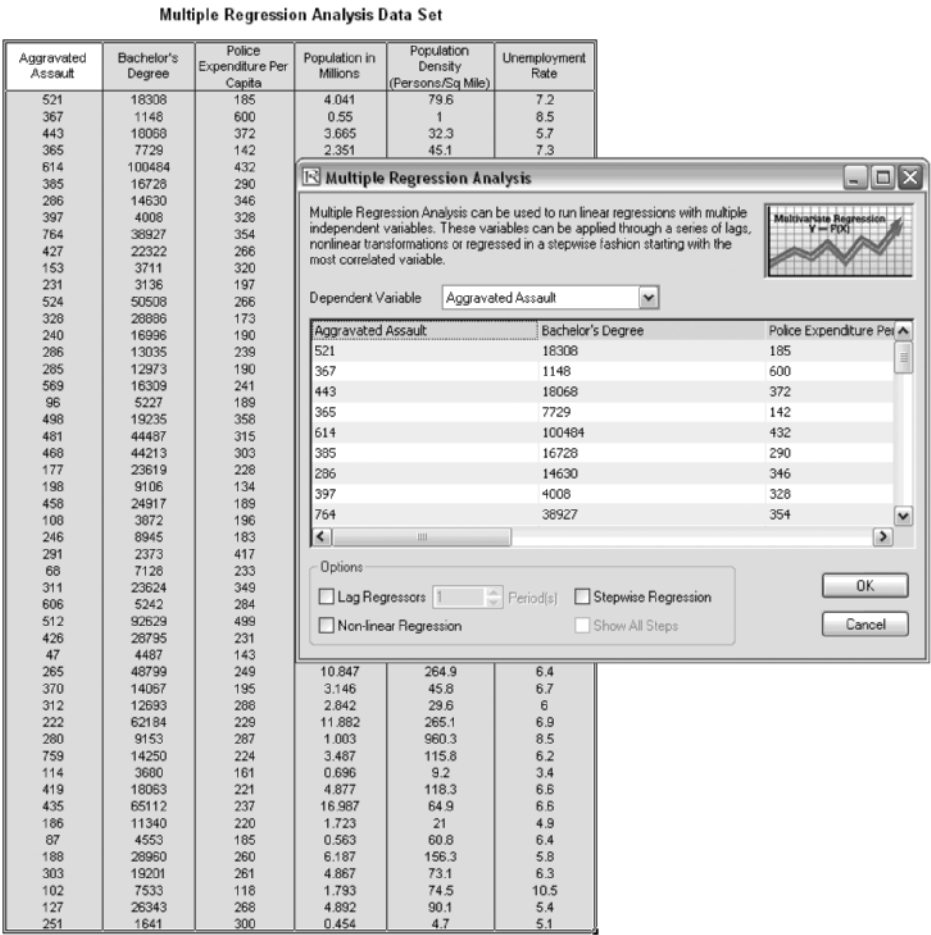 Multiple Regression Analysis Data Set
Aggravated Assault Bachelor's Degree Police Expenditure Per Capita Population in Millions Population Density (Persons/Sq Mile) Unemployment Rate
521 18308 185 4.041 79.6 7.2
367 1148 600 0.55 1 8.5
443 18068 372 3.665 32.3 5.7
365 7729 142 2.351 45.1 7.3
614 100484 432
385 16728 290
286 14630 346
397 4008 328
764 38927 354
427 22322 266
153 3711 320
231 3136 197
524 50508 266
328 28886 173
240 16996 190
286 13035 239
285 12973 190
569 16309 241
96 5227 189
498 19235 358
481 44487 315
468 44213 303
177 23619 228
198 9106 134
458 24917 189
108 3872 196
246 8945 183
291 2373 417
68 7128 233
311 23624 349
606 5242 284
512 92629 499
426 28795 231
47 4487 143
265 48799 249 10.847 264.9 6.4
370 14067 195 3.146 45.8 6.7
312 12693 288 2.842 29.6 6
222 62184 229 11.882 265.1 6.9
280 9153 287 1.003 960.3 8.5
759 14250 224 3.487 115.8 6.2
114 3680 161 0.696 9.2 3.4
419 18063 221 4.877 118.3 6.6
435 65112 237 16.987 64.9 6.6
186 11340 220 1.723 21 4.9
87 4553 185 0.563 60.8 6.4
188 28960 260 6.187 156.3 5.8
303 19201 261 4.867 73.1 6.3
102 7533 118 1.793 74.5 10.5
127 26343 268 4.892 90.1 5.4
251 1641 300 0.454 4.7 5.1
Multiple Regression Analysis
Multiple Regression Analysis can be used to run linear regressions with multiple
independent variables. These variables can be applied through a series of lags,
nonlinear transformations or regressed in a stepwise fashion starting with the
most correlated variable.
Multivariate Regression
Y = F(X)
Dependent Variable Aggravated Assault
Aggravated Assault Bachelor's Degree Police Expenditure Per
521 18308 185
367 1148 600
443 18068 372
365 7729 142
614 100484 432
385 16728 290
286 14630 346
397 4008 328
764 38927 354
Options
Lag Regressors 1 Period(s) Stepwise Regression
Non-linear Regression Show All Steps
OK
Cancel